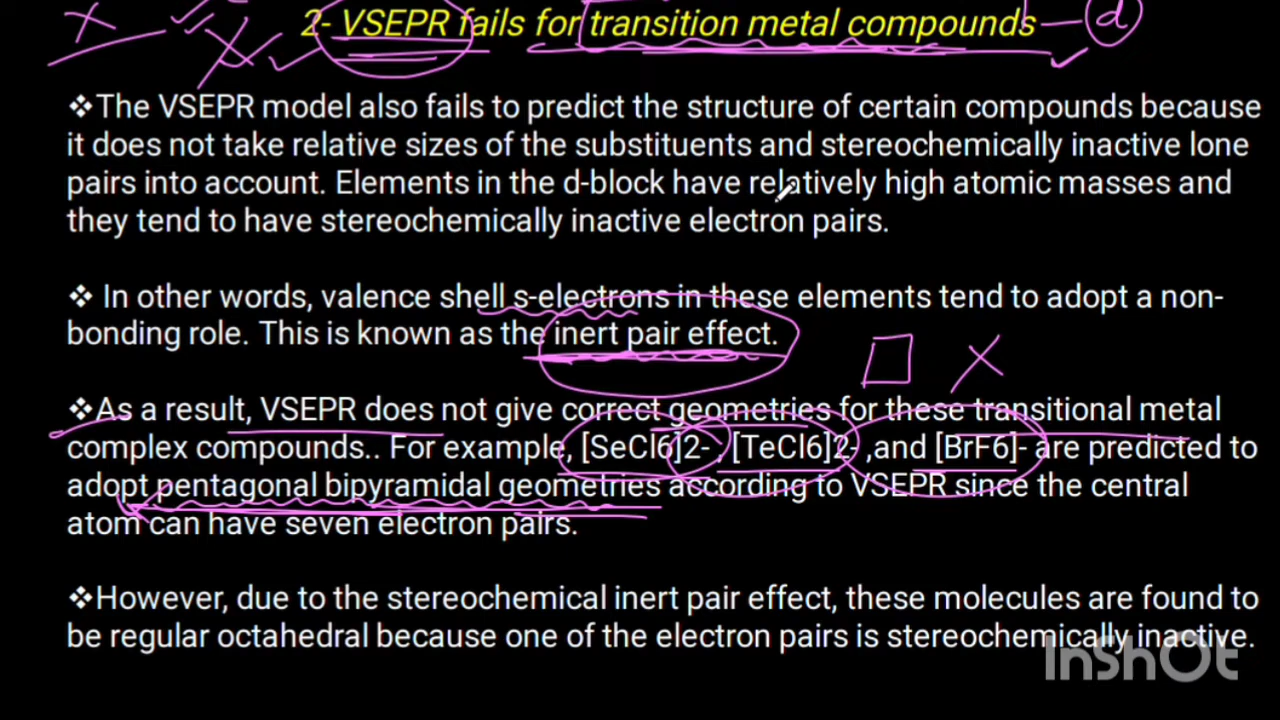 2- VSEPR fails for transition metal compounds d
❖The VSEPR model also fails to predict the structure of certain compounds because
it does not take relative sizes of the substituents and stereochemically inactive lone
pairs into account. Elements in the d-block have relatively high atomic masses and
they tend to have stereochemically inactive electron pairs.
❖ In other words, valence shell s-electrons in these elements tend to adopt a non-
bonding role. This is known as the inert pair effect.
❖As a result, VSEPR does not give correct geometries for these transitional metal
complex compounds.. For example, [SeCl6]2- , [TeCl6]2- ,and [BrF6]- are predicted to
adopt pentagonal bipyramidal geometries according to VSEPR since the central
atom can have seven electron pairs.
❖However, due to the stereochemical inert pair effect, these molecules are found to
be regular octahedral because one of the electron pairs is stereochemically inactive.
InShOt